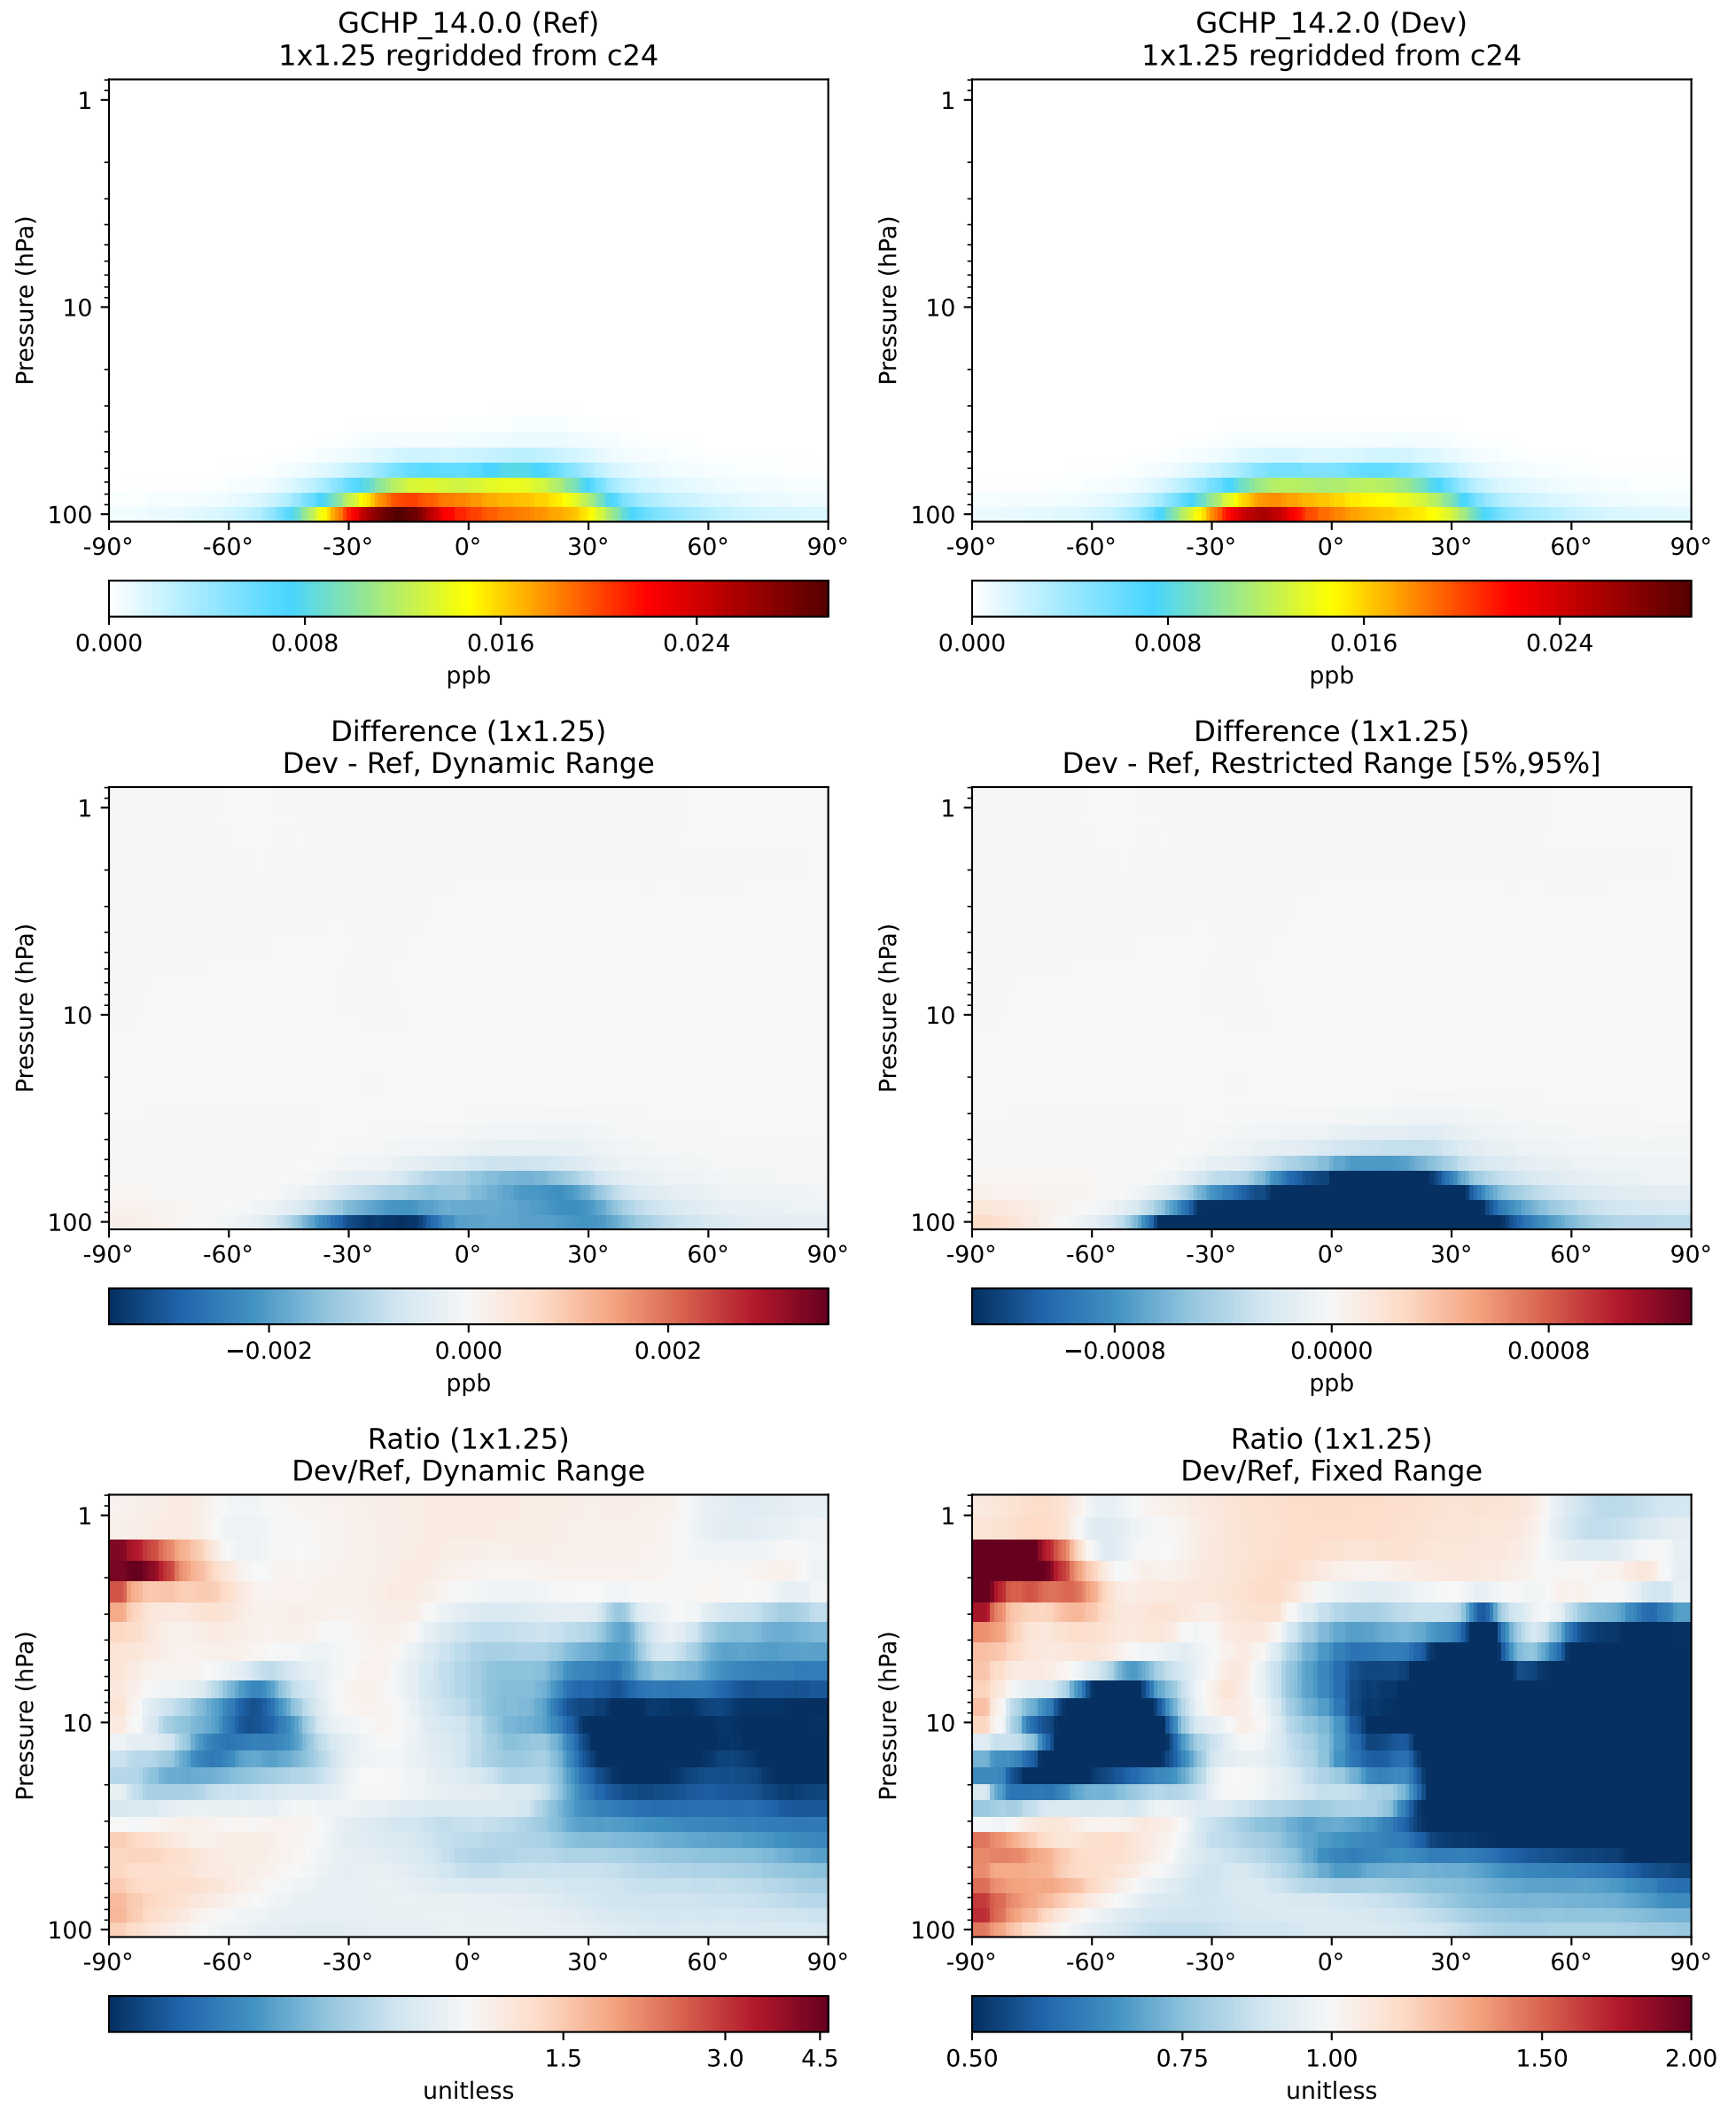 GCHP_14.0.0 (Ref)
1x1.25 regridded from c24
Pressure (hPa)
1
10
100
-90° -60° -30° 0° 30° 60° 90°
0.000 0.008 0.016 0.024
ppb
GCHP_14.2.0 (Dev)
1x1.25 regridded from c24
Pressure (hPa)
1
10
100
-90° -60° -30° 0° 30° 60° 90°
0.000 0.008 0.016 0.024
ppb
Difference (1x1.25)
Dev - Ref, Dynamic Range
Pressure (hPa)
1
10
100
-90° -60° -30° 0° 30° 60° 90°
−0.002 0.000 0.002
ppb
Difference (1x1.25)
Dev - Ref, Restricted Range [5%,95%]
Pressure (hPa)
1
10
100
-90° -60° -30° 0° 30° 60° 90°
−0.0008 0.0000 0.0008
ppb
Ratio (1x1.25)
Dev/Ref, Dynamic Range
Pressure (hPa)
1
10
100
-90° -60° -30° 0° 30° 60° 90°
1.5 3.0 4.5
unitless
Ratio (1x1.25)
Dev/Ref, Fixed Range
Pressure (hPa)
1
10
100
-90° -60° -30° 0° 30° 60° 90°
0.50 0.75 1.00 1.50 2.00
unitless